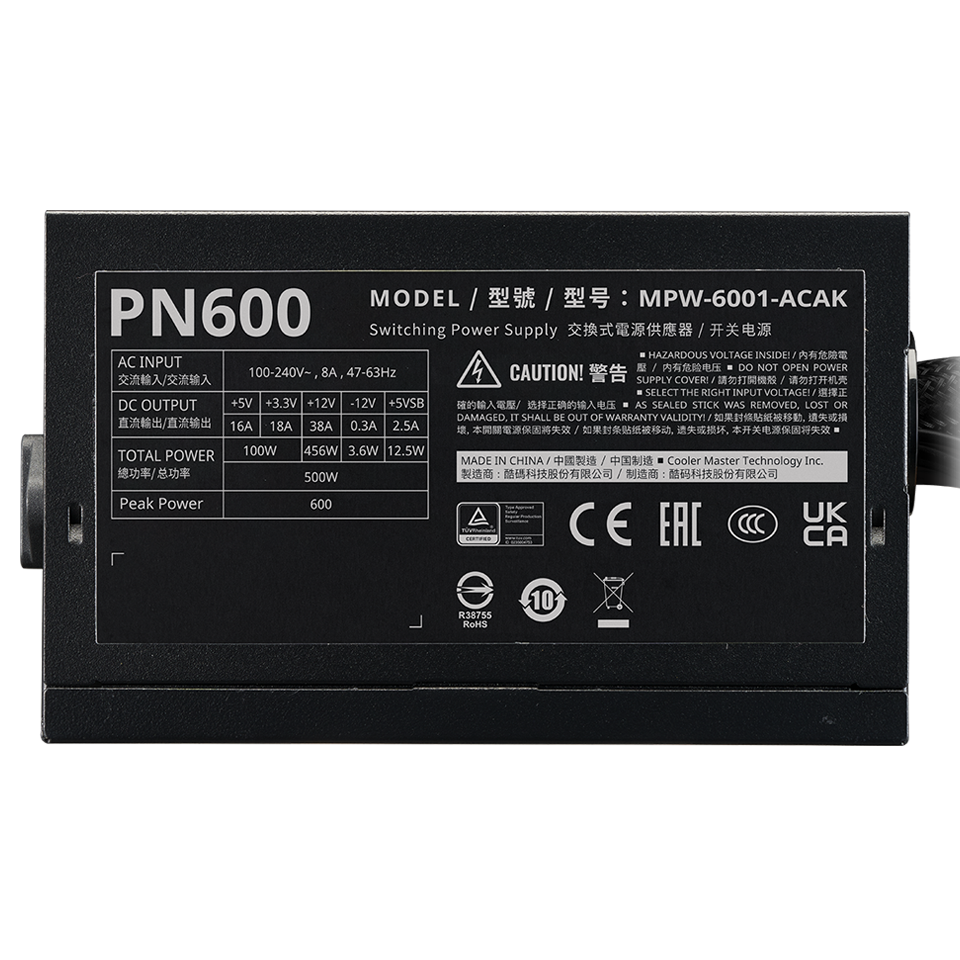 PN600
MODEL / 型號 / 型号：MPW-6001-ACAK
Switching Power Supply 交換式電源供應器 / 开关电源
AC INPUT
交流輸入/交流输入
100-240V~ , 8A , 47-63Hz
DC OUTPUT
直流輸出/直流输出
+5V +3.3V +12V -12V +5VSB
16A 18A 38A 0.3A 2.5A
TOTAL POWER
總功率/ 总功率
100W 456W 3.6W 12.5W
500W
Peak Power 600
CAUTION! 警告
■ HAZARDOUS VOLTAGE INSIDE! / 內有危險電
壓 / 内有危险电压 ■ DO NOT OPEN POWER
SUPPLY COVER! / 請勿打開機殼 / 请勿打开机壳
■ SELECT THE RIGHT INPUT VOLTAGE! / 選擇正
確的輸入電壓/ 选择正确的输入电压 ■ AS SEALED STICK WAS REMOVED, LOST OR
DAMAGED, IT SHALL BE OUT OF WARRANTY VALIDITY! / 如果封條貼紙被移動, 遺失或損
壞, 本開關電源保固將失效 / 如果封条贴纸被移动, 遗失或损坏, 本开关电源保固将失效 ■
MADE IN CHINA / 中國製造 / 中国制造 ■ Cooler Master Technology Inc.
製造商：酷碼科技股份有限公司 / 制造商：酷码科技股份有限公司
TÜVRheinland
CERTIFIED
Type Approved
Safety
Regular Production
Surveillance
www.tuv.com
CE
EAC
CCC
UK
CA
R38755
RoHS
10